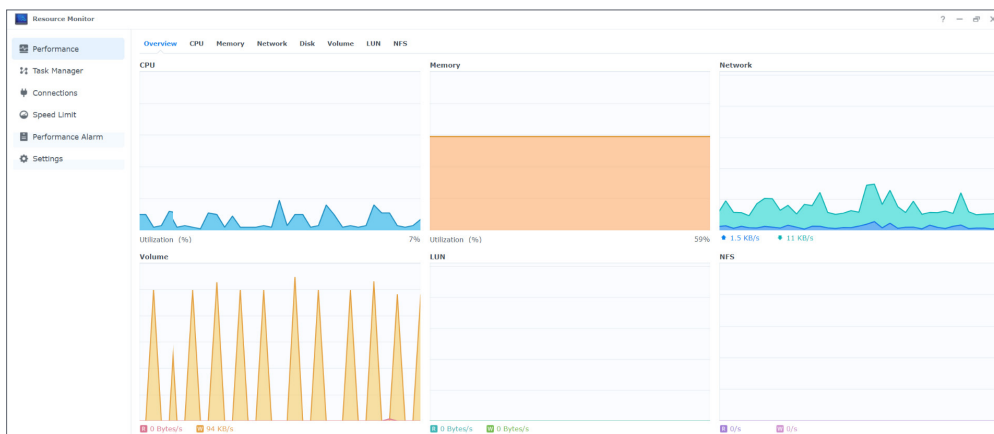 Resource Monitor
?
Performance
Task Manager
Connections
Speed Limit
Performance Alarm
Settings
Overview CPU Memory Network Disk Volume LUN NFS
CPU
Utilization (%) 7%
Memory
Utilization (%) 59%
Network
1.5 KB/s 11 KB/s
Volume
R 0 Bytes/s W 94 KB/s
LUN
R 0 Bytes/s W 0 Bytes/s
NFS
R 0/s W 0/s